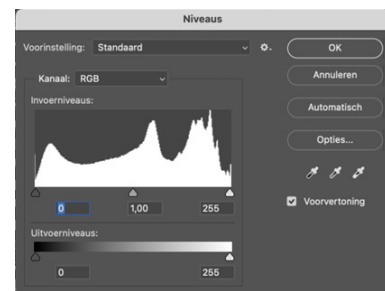 Niveaus
Voorinstelling: Standaard
OK
Kanaal: RGB
Annuleren
Invoerniveaus:
Automatisch
Opties...
0 1,00 255
Voorvertoning
Uitvoerniveaus:
0 255